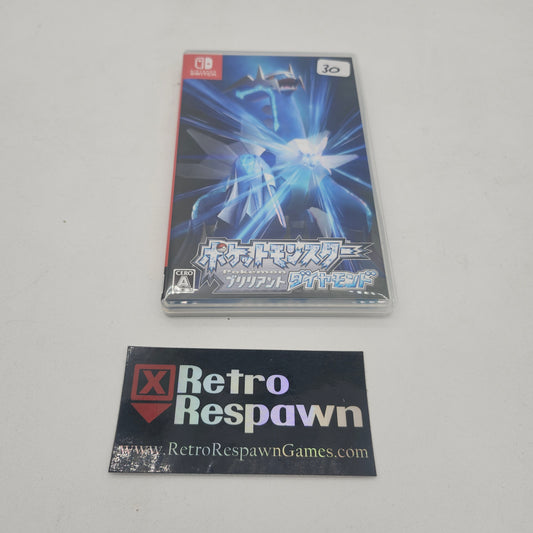 30
ポケットモンスター
Pokémon
ブリリアントダイヤモンド
CERO
A
Retro
Respawn
www.RetroRespawnGames.com